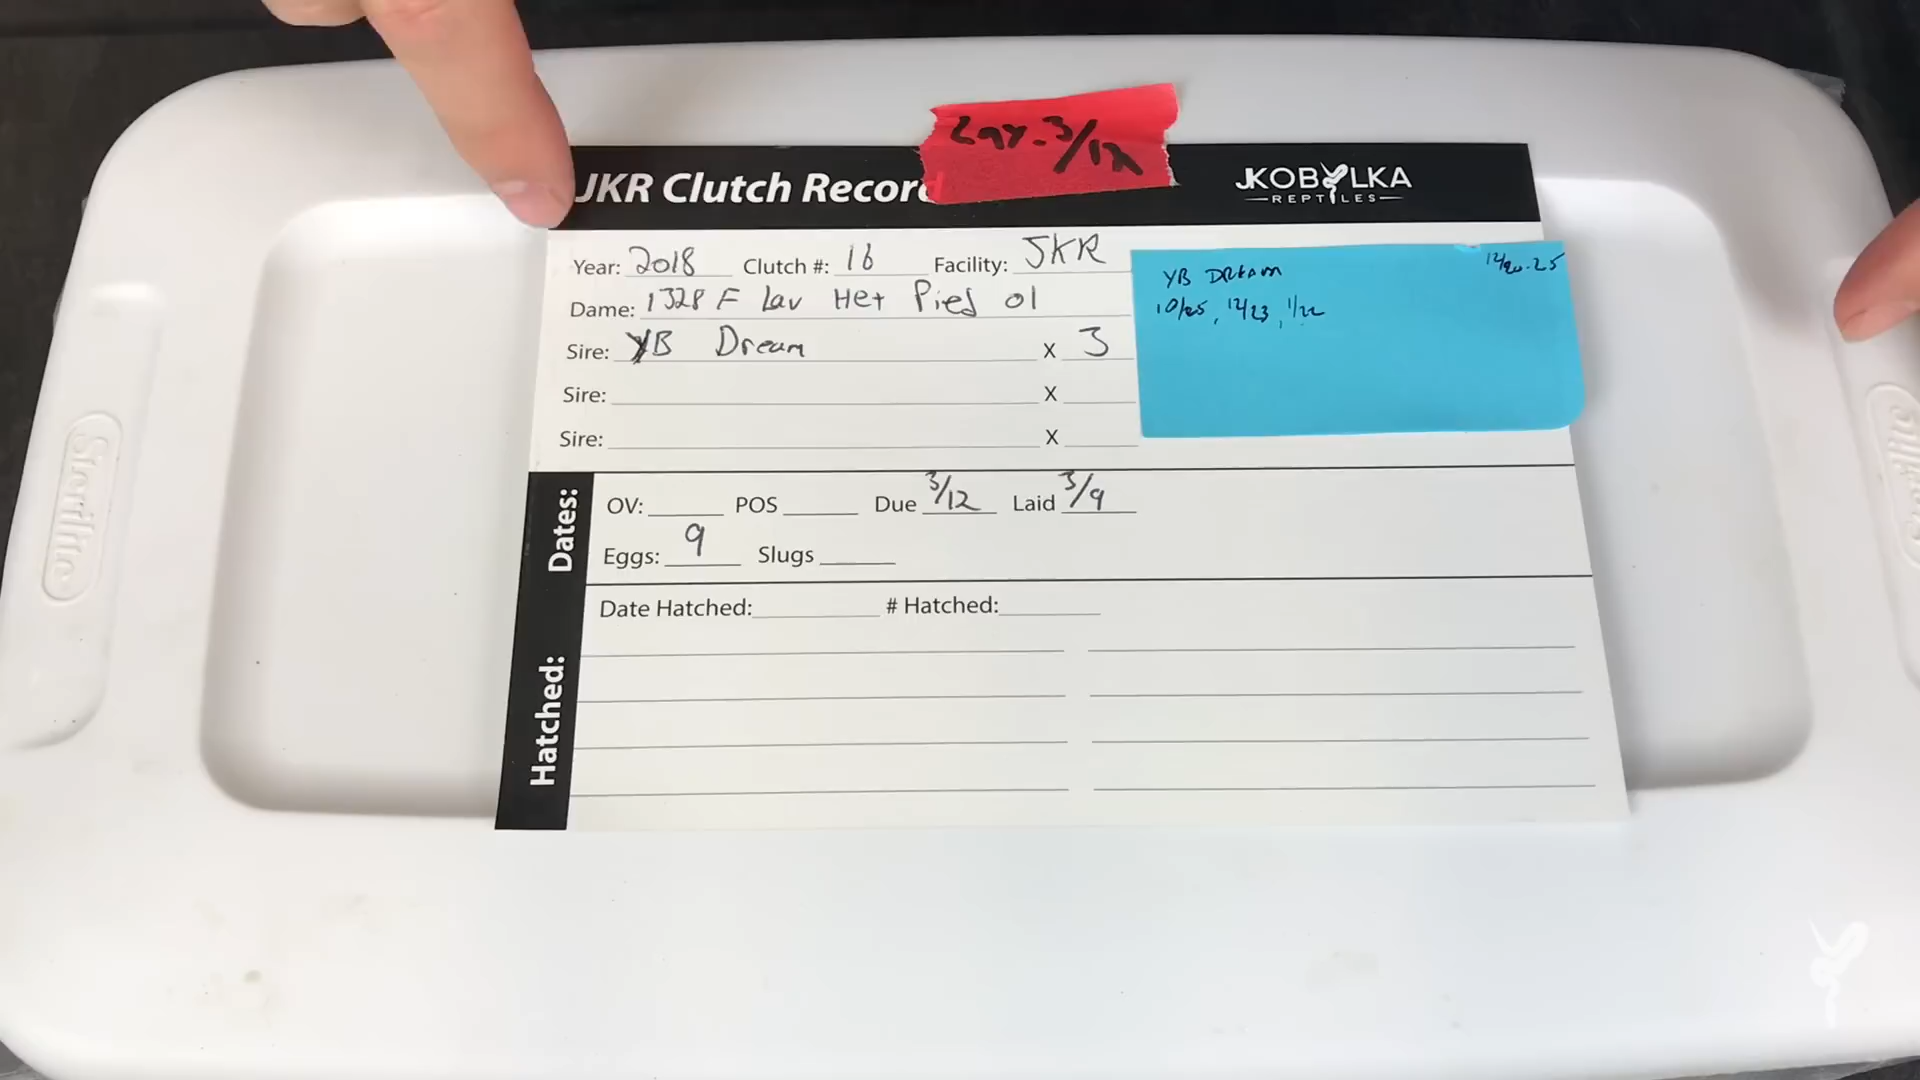 Lay-3/12
JKR Clutch Record
JKOBYLKA
REPTILES
Year: 2018 Clutch #: 16 Facility: JKR
Dame: 1328 F Lav Het Pied 01
Sire: YB Dream X 3
Sire: X
Sire: X
YB Dream
10/25, 12/23, 1/22
Dates:
OV: POS Due 3/12 Laid 3/9
Eggs: 9 Slugs
Hatched:
Date Hatched: # Hatched:
Sterilite